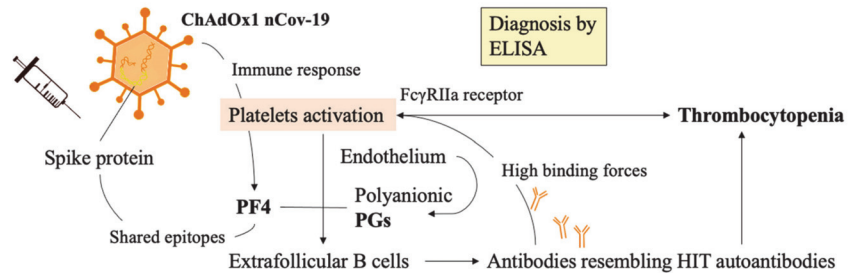 ChAdOx1 nCov-19
Diagnosis by
ELISA
Immune response
FcγRIIa receptor
Platelets activation
Thrombocytopenia
Spike protein
Endothelium
High binding forces
Polyanionic
PGs
PF4
Shared epitopes
Extrafollicular B cells
Antibodies resembling HIT autoantibodies